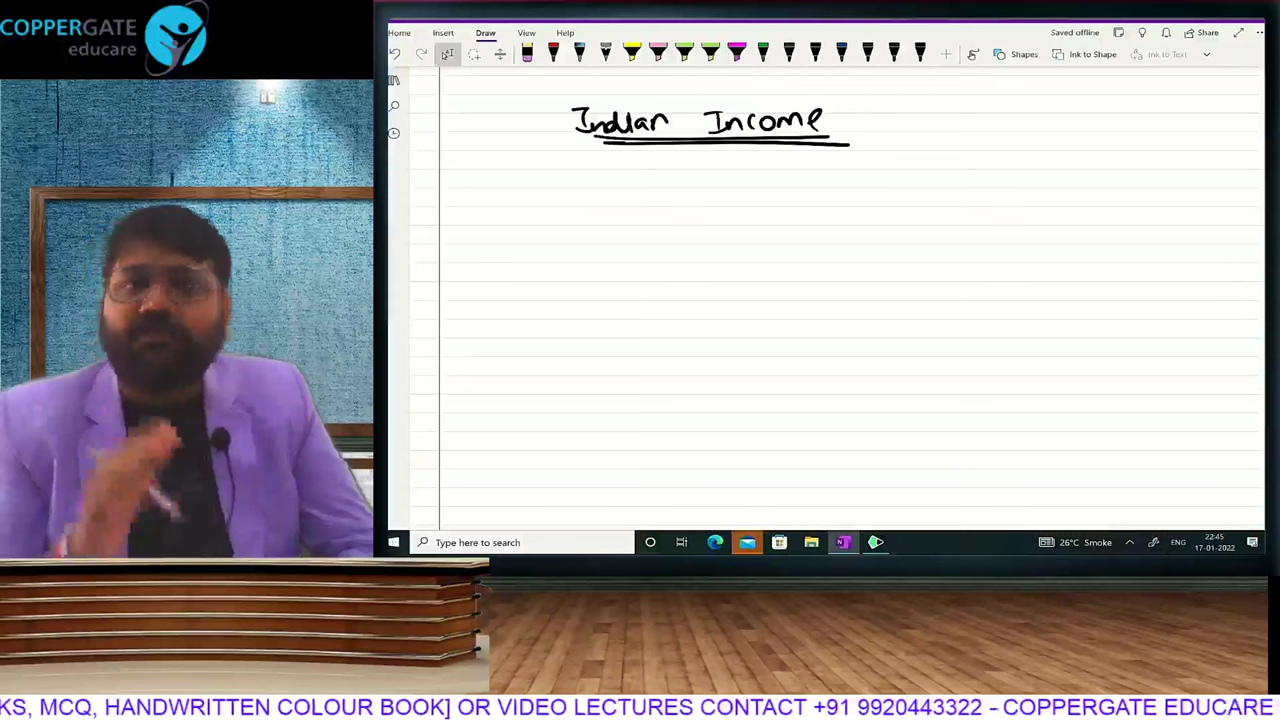 COPPERGATE
educare
Home Insert Draw View Help Saved offline Share
Shapes Ink to Shape Ink to Text
Indian Income
Type here to search
26°C Smoke ENG 22:45
17-01-2022
KS, MCQ, HANDWRITTEN COLOUR BOOK] OR VIDEO LECTURES CONTACT +91 9920443322 - COPPERGATE EDUCARE